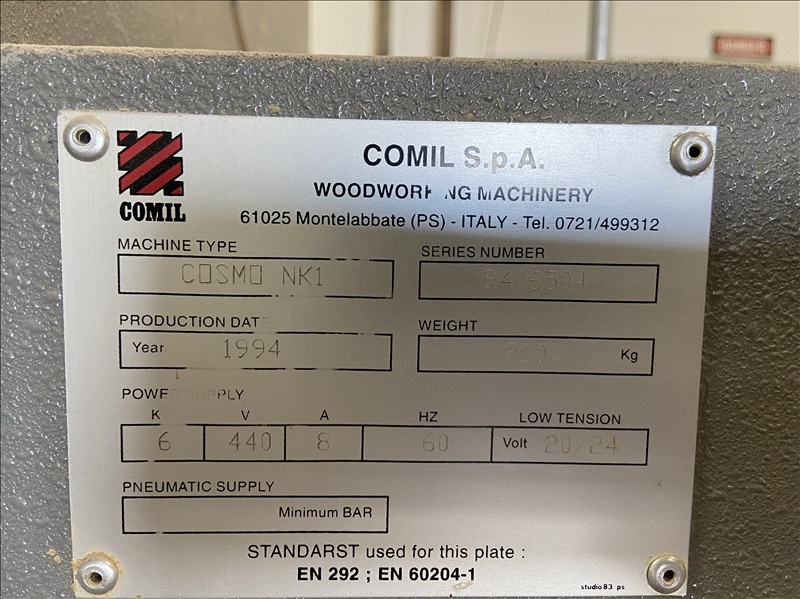 COMIL
COMIL S.p.A.
WOODWORKING MACHINERY
61025 Montelabbate (PS) - ITALY - Tel. 0721/499312
MACHINE TYPE
COSMO NK1
SERIES NUMBER
9406504
PRODUCTION DATE
Year 1994
WEIGHT
Kg
POWER SUPPLY
KW V A HZ LOW TENSION
6 440 8 60 Volt 20/24
PNEUMATIC SUPPLY
Minimum BAR
STANDARST used for this plate :
EN 292 ; EN 60204-1
studio 83 ps